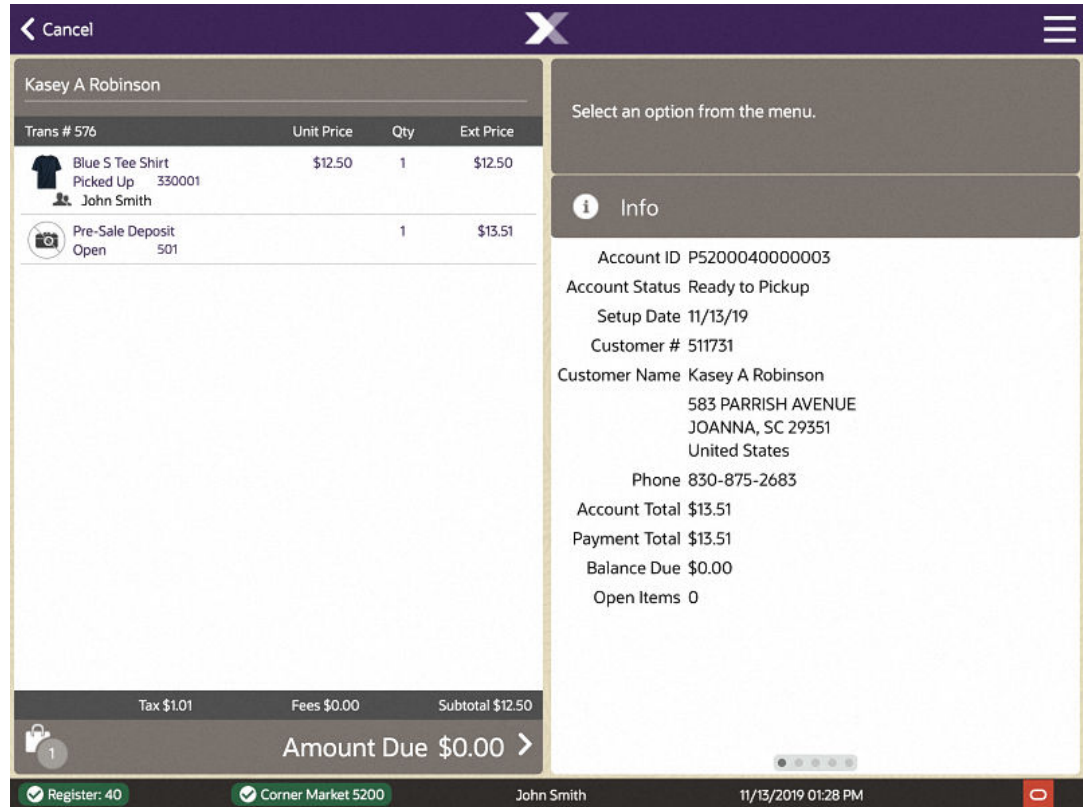 Cancel
Kasey A Robinson
Trans # 576 Unit Price Qty Ext Price
Blue S Tee Shirt $12.50 1 $12.50
Picked Up 330001
John Smith
Pre-Sale Deposit 1 $13.51
Open 501
Tax $1.01 Fees $0.00 Subtotal $12.50
1 Amount Due $0.00
Select an option from the menu.
Info
Account ID P5200040000003
Account Status Ready to Pickup
Setup Date 11/13/19
Customer # 511731
Customer Name Kasey A Robinson
583 PARRISH AVENUE
JOANNA, SC 29351
United States
Phone 830-875-2683
Account Total $13.51
Payment Total $13.51
Balance Due $0.00
Open Items 0
Register: 40 Corner Market 5200 John Smith 11/13/2019 01:28 PM